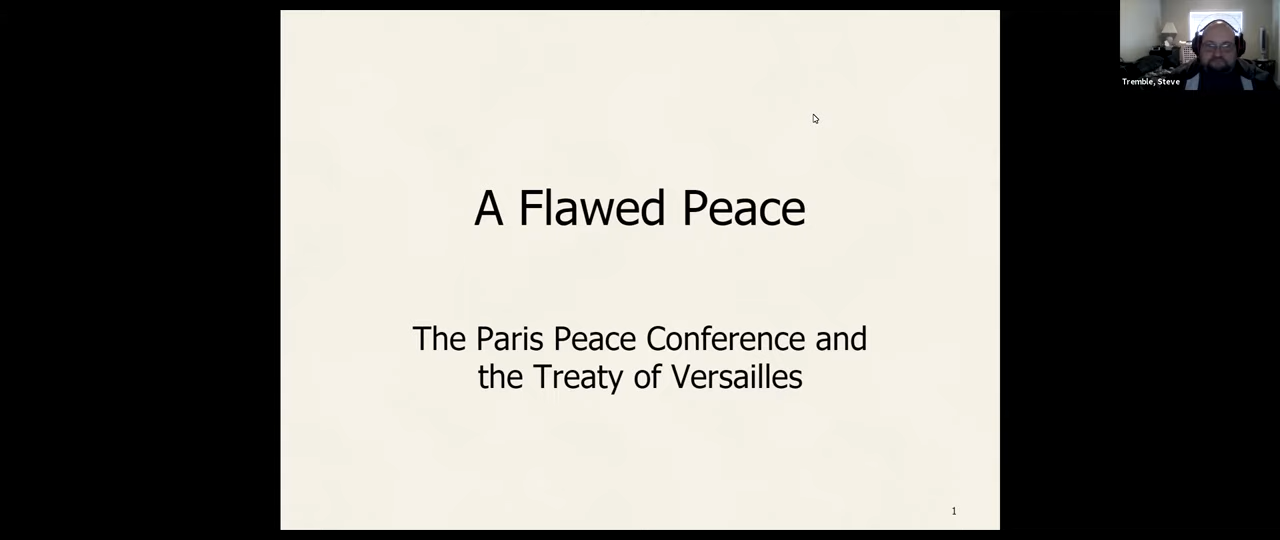 A Flawed Peace
The Paris Peace Conference and
the Treaty of Versailles
1
Tremble, Steve